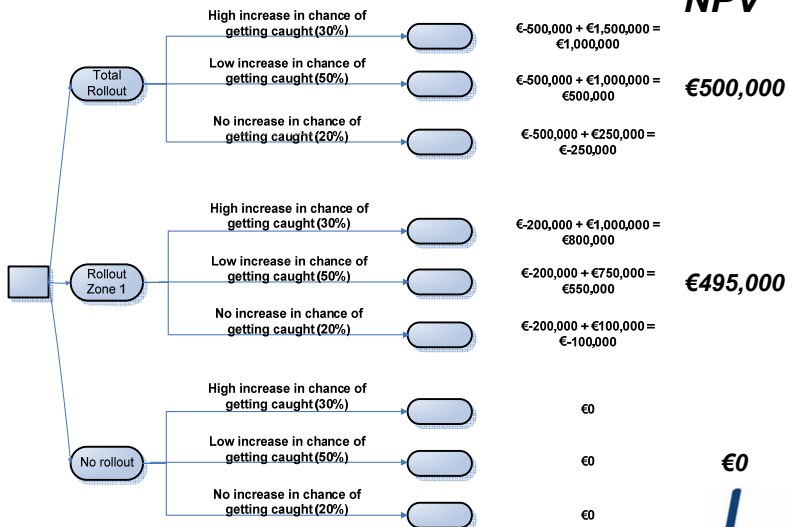 NPV
High increase in chance of
getting caught (30%)
€-500,000 + €1,500,000 =
€1,000,000
Total
Rollout
Low increase in chance of
getting caught (50%)
€-500,000 + €1,000,000 =
€500,000
€500,000
No increase in chance of
getting caught (20%)
€-500,000 + €250,000 =
€-250,000
High increase in chance of
getting caught (30%)
€-200,000 + €1,000,000 =
€800,000
Rollout
Zone 1
Low increase in chance of
getting caught (50%)
€-200,000 + €750,000 =
€550,000
€495,000
No increase in chance of
getting caught (20%)
€-200,000 + €100,000 =
€-100,000
High increase in chance of
getting caught (30%)
€0
No rollout
Low increase in chance of
getting caught (50%)
€0
€0
No increase in chance of
getting caught (20%)
€0